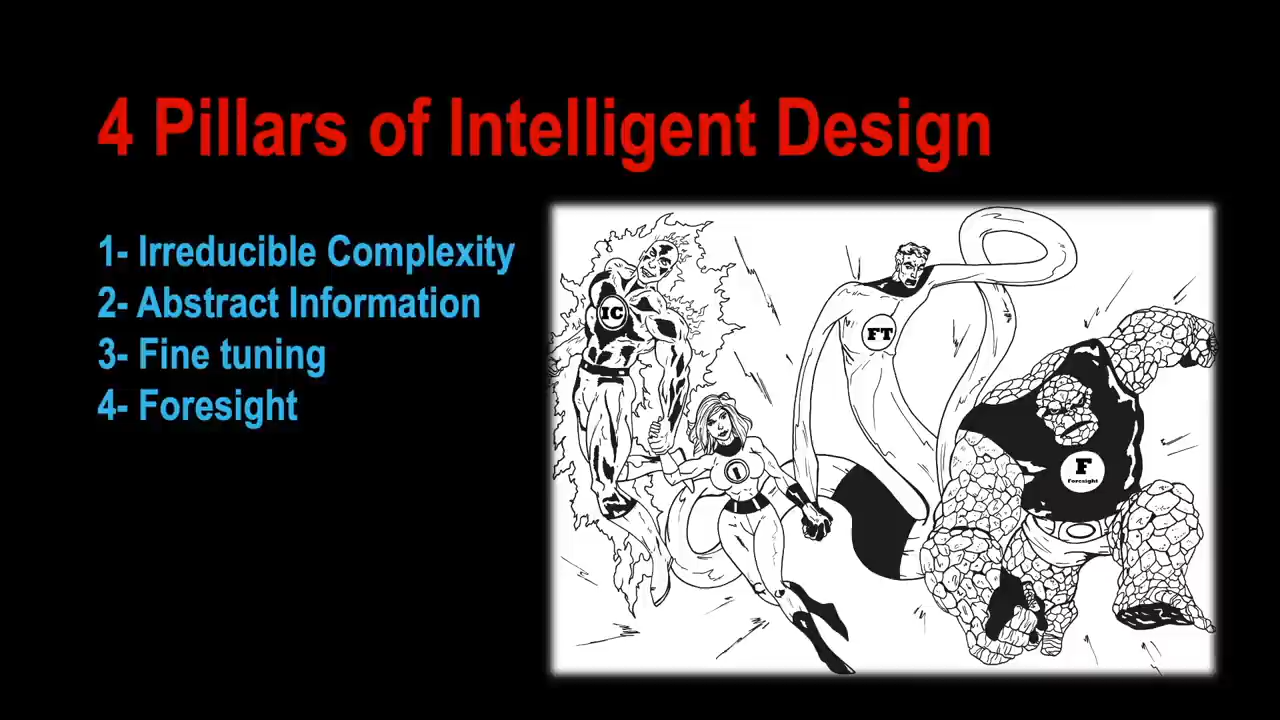 4 Pillars of Intelligent Design
1- Irreducible Complexity
2- Abstract Information
3- Fine tuning
4- Foresight
IC
FT
I
F
Foresight